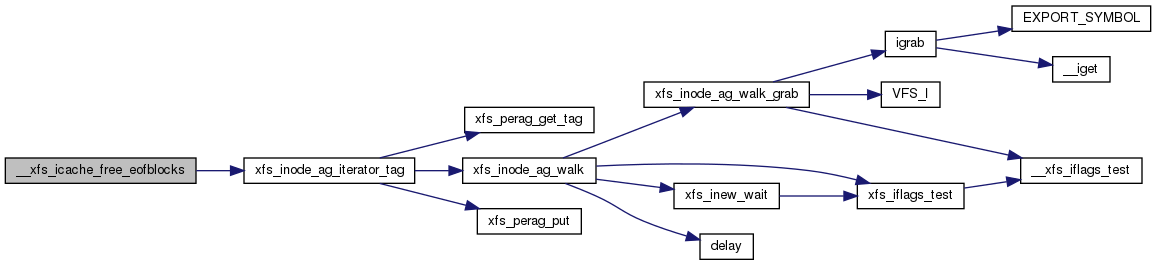 __xfs_icache_free_eofblocks
xfs_inode_ag_iterator_tag
xfs_perag_get_tag
xfs_inode_ag_walk
xfs_perag_put
xfs_inode_ag_walk_grab
xfs_inew_wait
delay
igrab
VFS_I
xfs_iflags_test
EXPORT_SYMBOL
__iget
__xfs_iflags_test